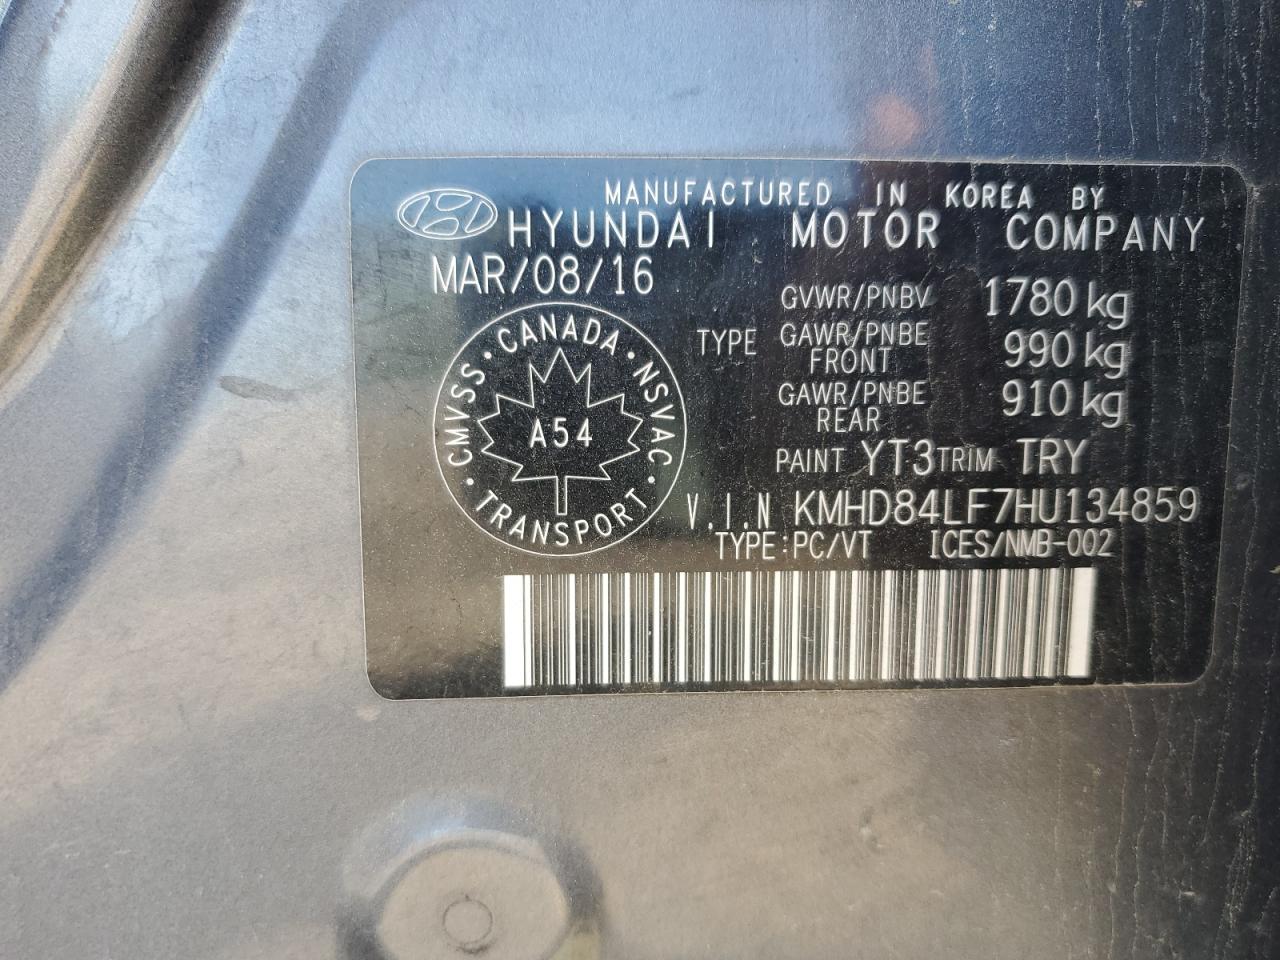 MANUFACTURED IN KOREA BY
HYUNDAI MOTOR COMPANY
MAR/08/16
GVWR/PNBV 1780 kg
TYPE GAWR/PNBE FRONT 990 kg
GAWR/PNBE REAR 910 kg
CANADA · NSVAC · TRANSPORT · CMVSS ·
A54
PAINT YT3 TRIM TRY
V.I.N KMHD84LF7HU134859
TYPE:PC/VT ICES/NMB-002